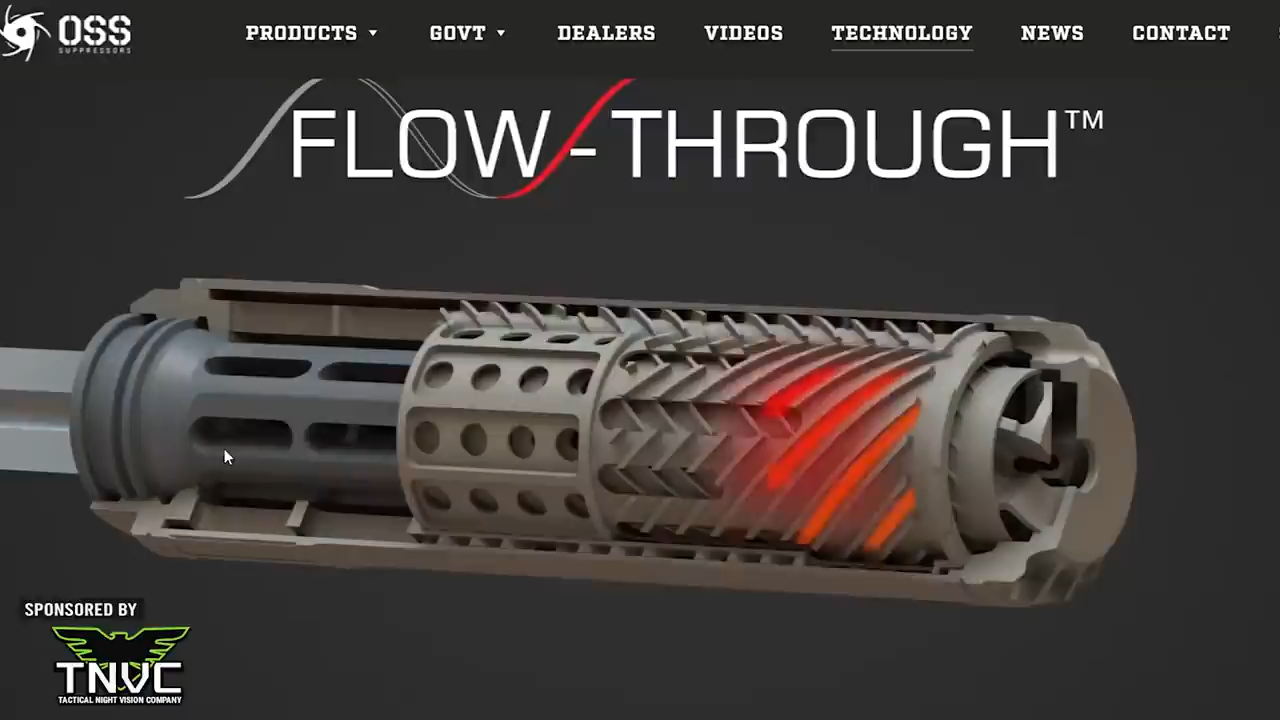 OSS
SUPPRESSORS
PRODUCTS GOVT DEALERS VIDEOS TECHNOLOGY NEWS CONTACT
FLOW-THROUGH™
SPONSORED BY
TNVC
TACTICAL NIGHT VISION COMPANY